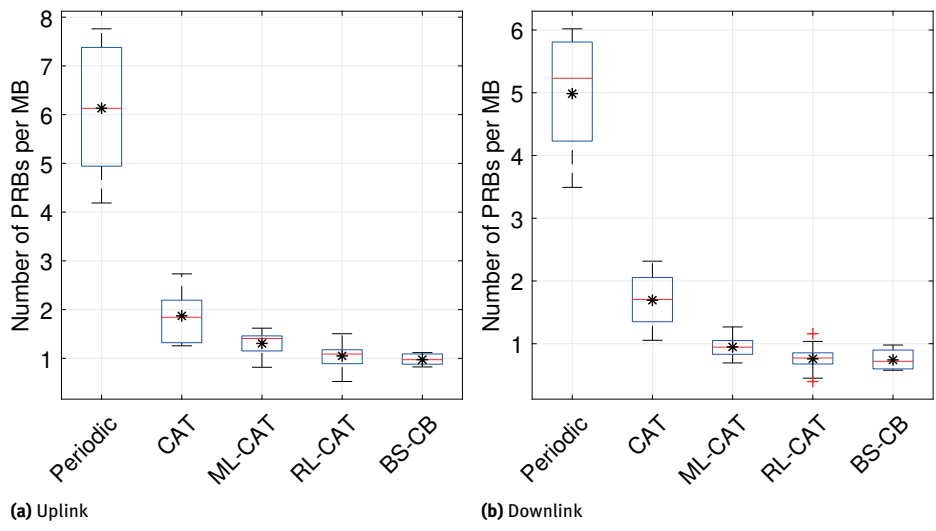 Number of PRBs per MB
8
7
6
5
4
3
2
1
Periodic
CAT
ML-CAT
RL-CAT
BS-CB
(a) Uplink
Number of PRBs per MB
6
5
4
3
2
1
Periodic
CAT
ML-CAT
RL-CAT
BS-CB
(b) Downlink